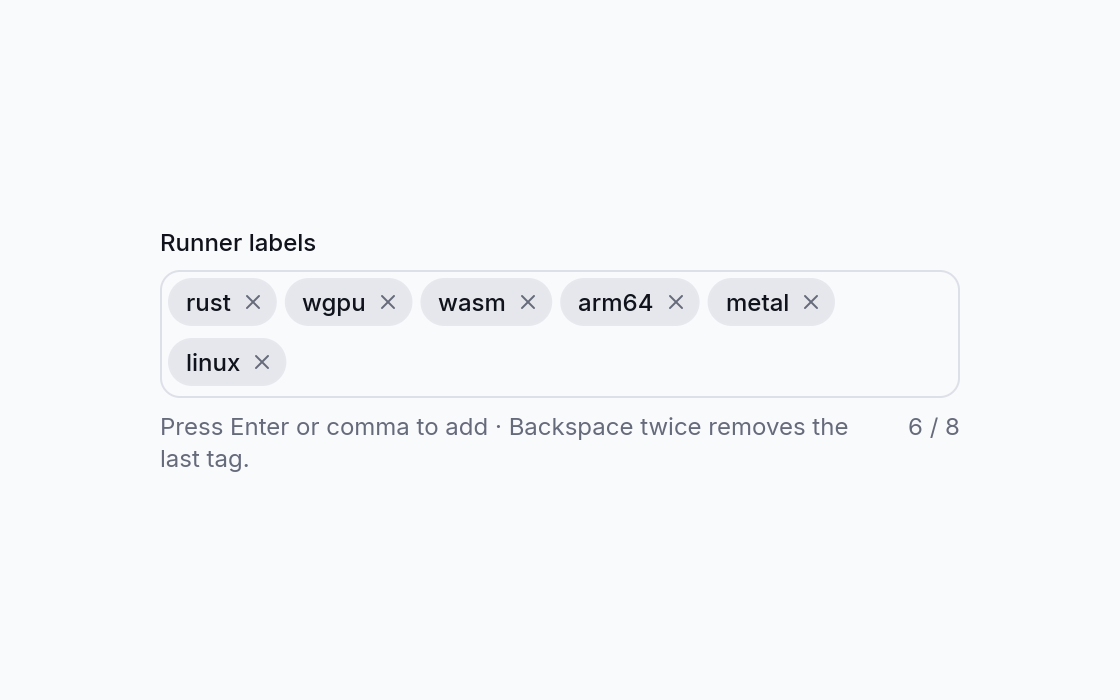 Runner labels
rust wgpu wasm arm64 metal
linux
Press Enter or comma to add · Backspace twice removes the 6 / 8
last tag.